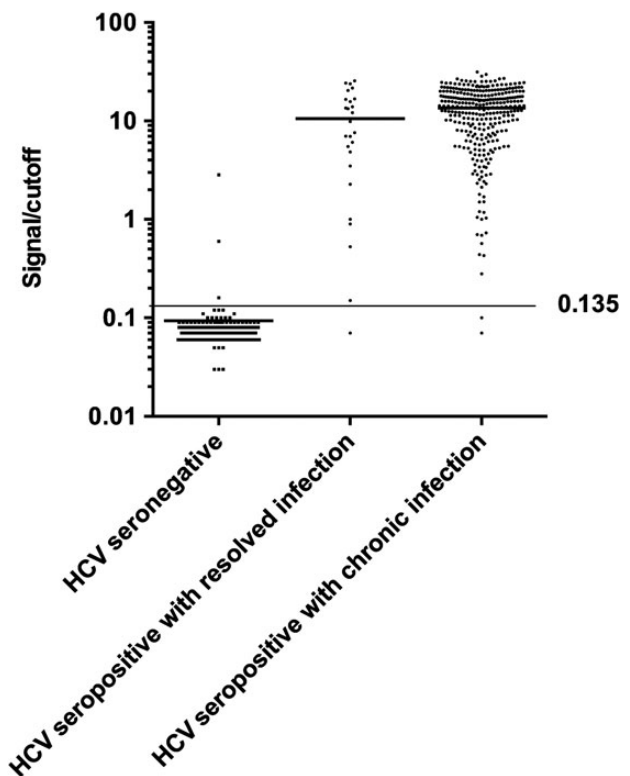 Signal/cutoff
100
10
1
0.1
0.01
0.135
HCV seronegative
HCV seropositive with resolved infection
HCV seropositive with chronic infection